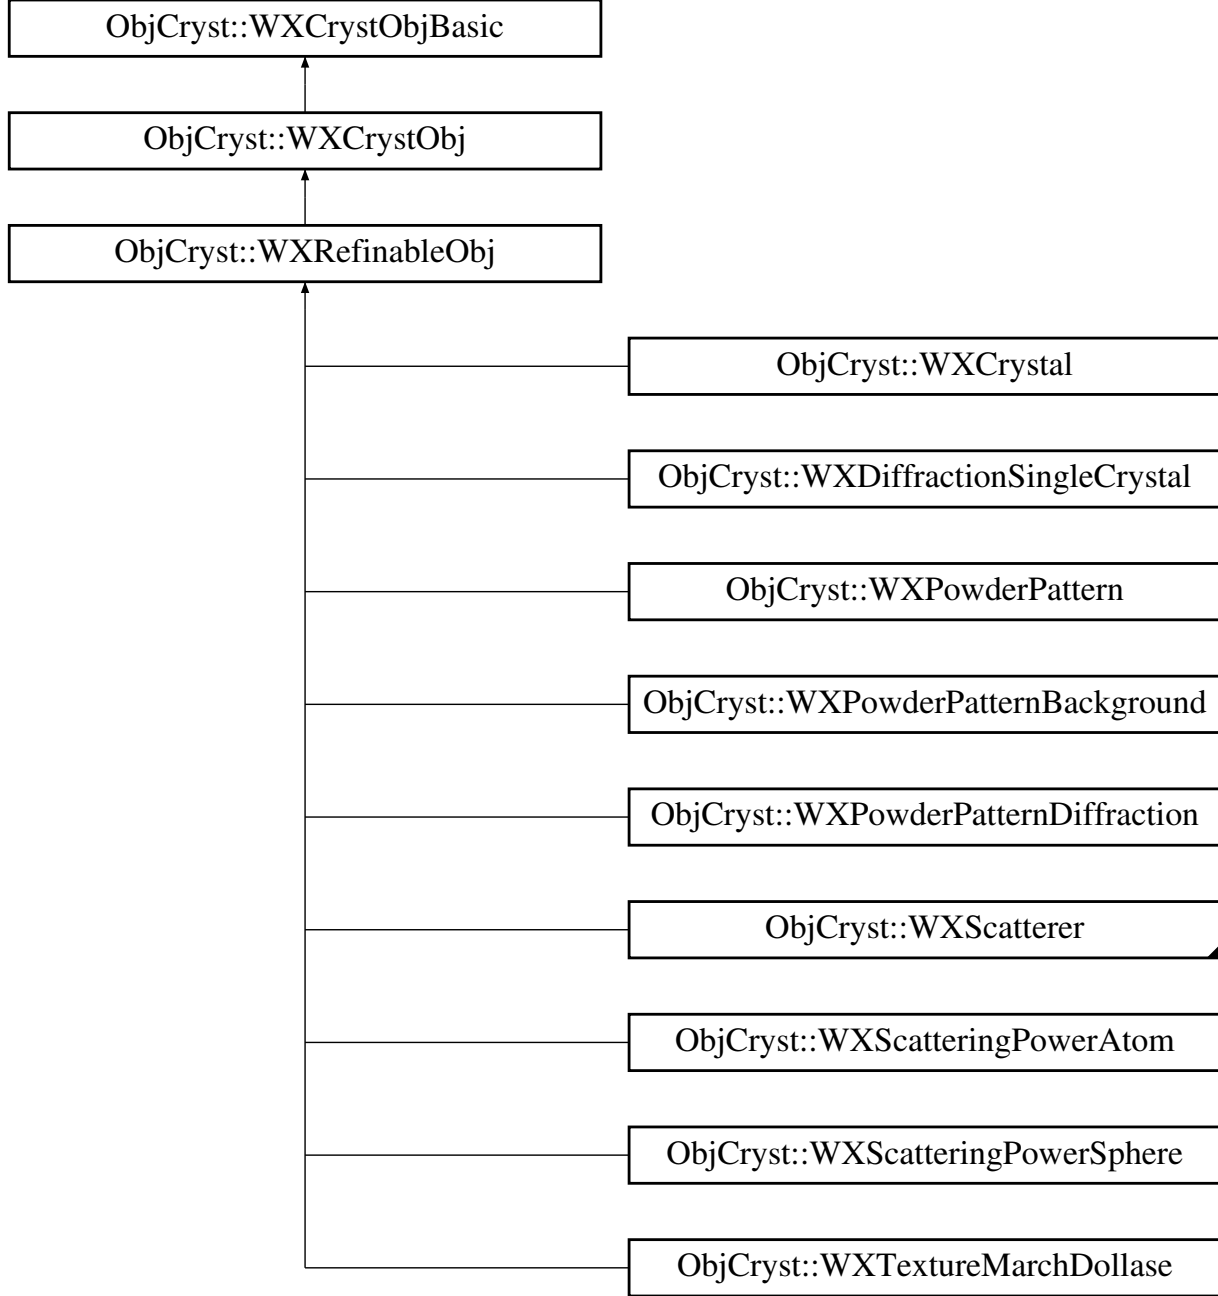 ObjCryst::WXCrystObjBasic
ObjCryst::WXCrystObj
ObjCryst::WXRefinableObj
ObjCryst::WXCrystal
ObjCryst::WXDiffractionSingleCrystal
ObjCryst::WXPowderPattern
ObjCryst::WXPowderPatternBackground
ObjCryst::WXPowderPatternDiffraction
ObjCryst::WXScatterer
ObjCryst::WXScatteringPowerAtom
ObjCryst::WXScatteringPowerSphere
ObjCryst::WXTextureMarchDollase